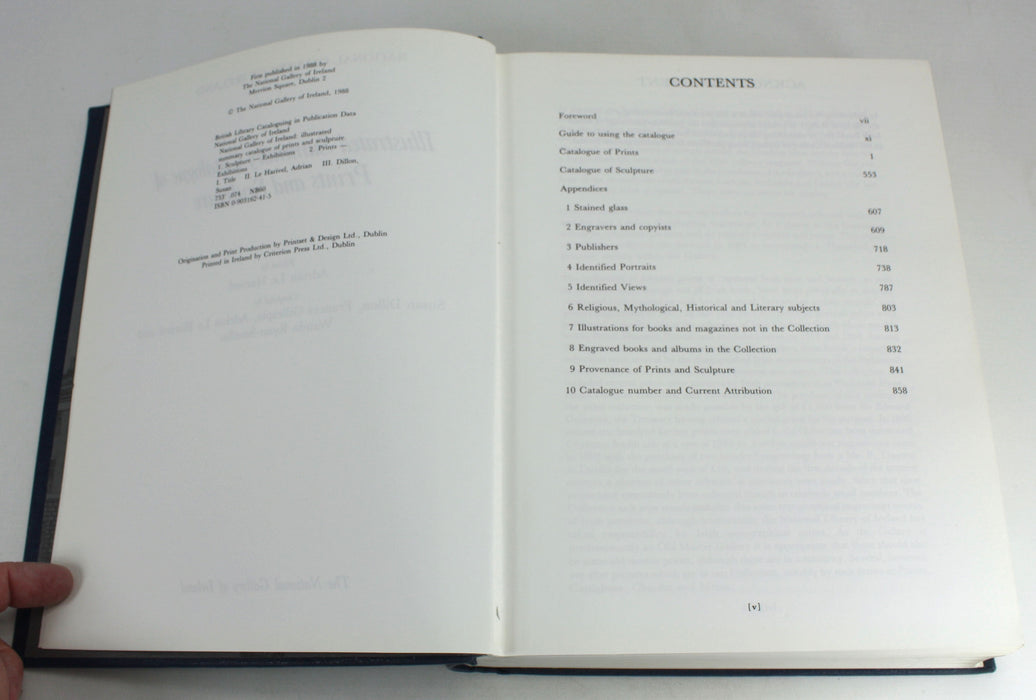 First published in 1988 by
The National Gallery of Ireland
Merrion Square, Dublin 2
© The National Gallery of Ireland, 1988
British Library Cataloguing in Publication Data
National Gallery of Ireland
National Gallery of Ireland: illustrated
summary catalogue of prints and sculpture.
1. Sculpture — Exhibitions 2. Prints —
Exhibitions
I. Title II. Le Harivel, Adrian III. Dillon,
Susan
733'.074 NB60
ISBN 0-903162-41-3
Origination and Print Production by Printset & Design Ltd., Dublin
Printed in Ireland by Criterion Press Ltd., Dublin
CONTENTS
Foreword vii
Guide to using the catalogue xi
Catalogue of Prints 1
Catalogue of Sculpture 553
Appendices
1 Stained glass 607
2 Engravers and copyists 609
3 Publishers 718
4 Identified Portraits 738
5 Identified Views 787
6 Religious, Mythological, Historical and Literary subjects 803
7 Illustrations for books and magazines not in the Collection 813
8 Engraved books and albums in the Collection 832
9 Provenance of Prints and Sculpture 841
10 Catalogue number and Current Attribution 858
[v]